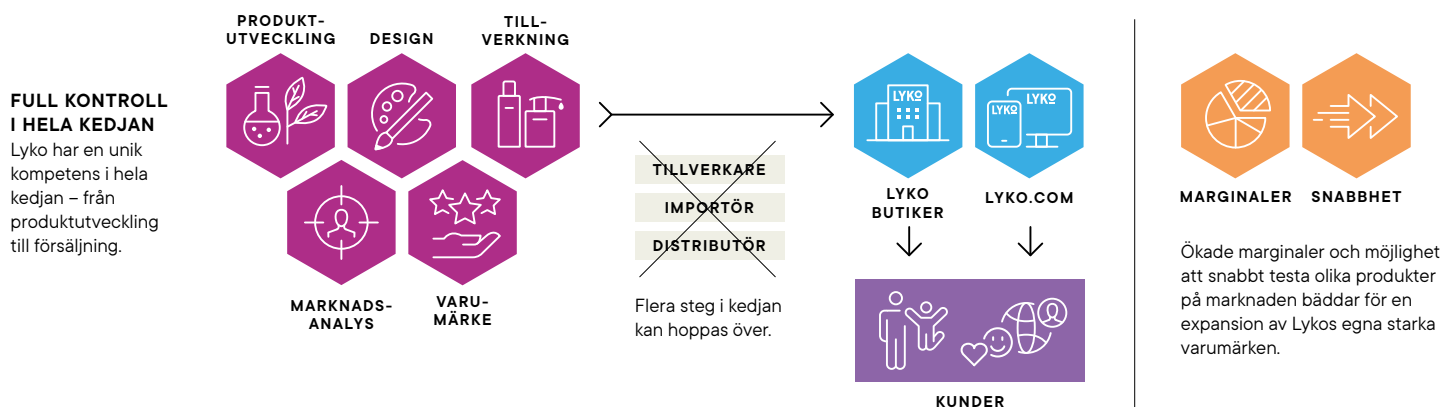 FULL KONTROLL
I HELA KEDJAN
Lyko har en unik
kompetens i hela
kedjan – från
produktutveckling
till försäljning.
PRODUKT-
UTVECKLING
DESIGN
TILL-
VERKNING
MARKNADS-
ANALYS
VARU-
MÄRKE
TILLVERKARE
IMPORTÖR
DISTRIBUTÖR
Flera steg i kedjan
kan hoppas över.
LYKO
LYKO
LYKO
LYKO
BUTIKER
LYKO.COM
KUNDER
MARGINALER
SNABBHET
Ökade marginaler och möjlighet
att snabbt testa olika produkter
på marknaden bäddar för en
expansion av Lykos egna starka
varumärken.